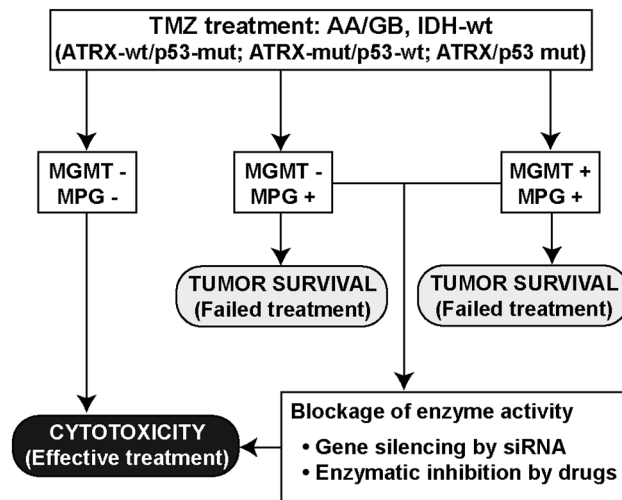 TMZ treatment: AA/GB, IDH-wt
(ATRX-wt/p53-mut; ATRX-mut/p53-wt; ATRX/p53 mut)
MGMT -
MPG -
MGMT -
MPG +
MGMT +
MPG +
TUMOR SURVIVAL
(Failed treatment)
TUMOR SURVIVAL
(Failed treatment)
CYTOTOXICITY
(Effective treatment)
Blockage of enzyme activity
• Gene silencing by siRNA
• Enzymatic inhibition by drugs